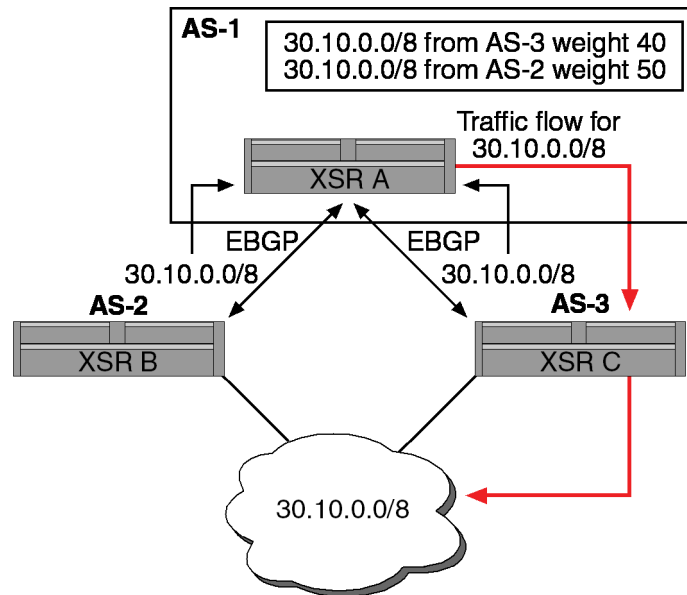 AS-1
30.10.0.0/8 from AS-3 weight 40
30.10.0.0/8 from AS-2 weight 50
Traffic flow for
30.10.0.0/8
XSR A
EBGP
EBGP
30.10.0.0/8
30.10.0.0/8
AS-2
AS-3
XSR B
XSR C
30.10.0.0/8